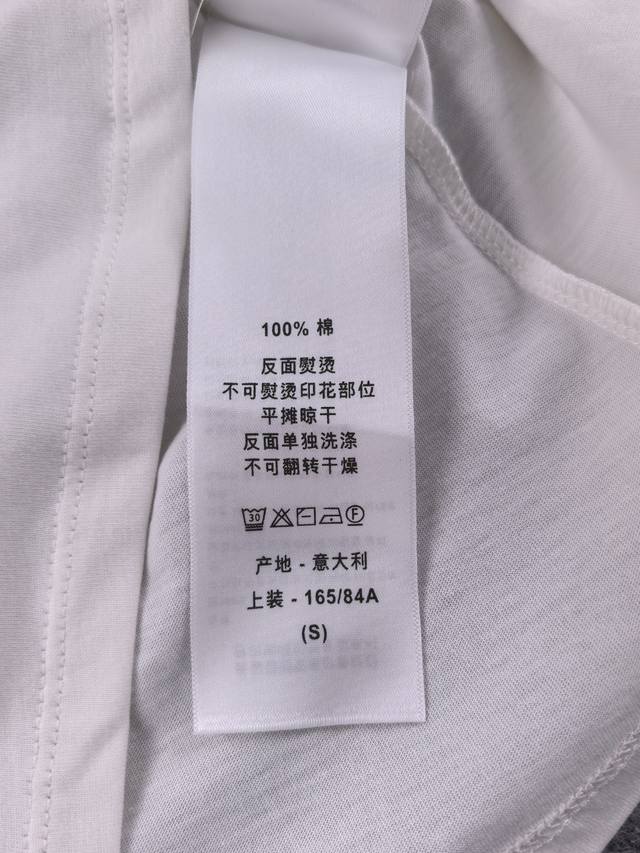 100% 棉
反面熨烫
不可熨烫印花部位
平摊晾干
反面单独洗涤
不可翻转干燥
30 F
产地 - 意大利
上装 - 165/84A
(S)